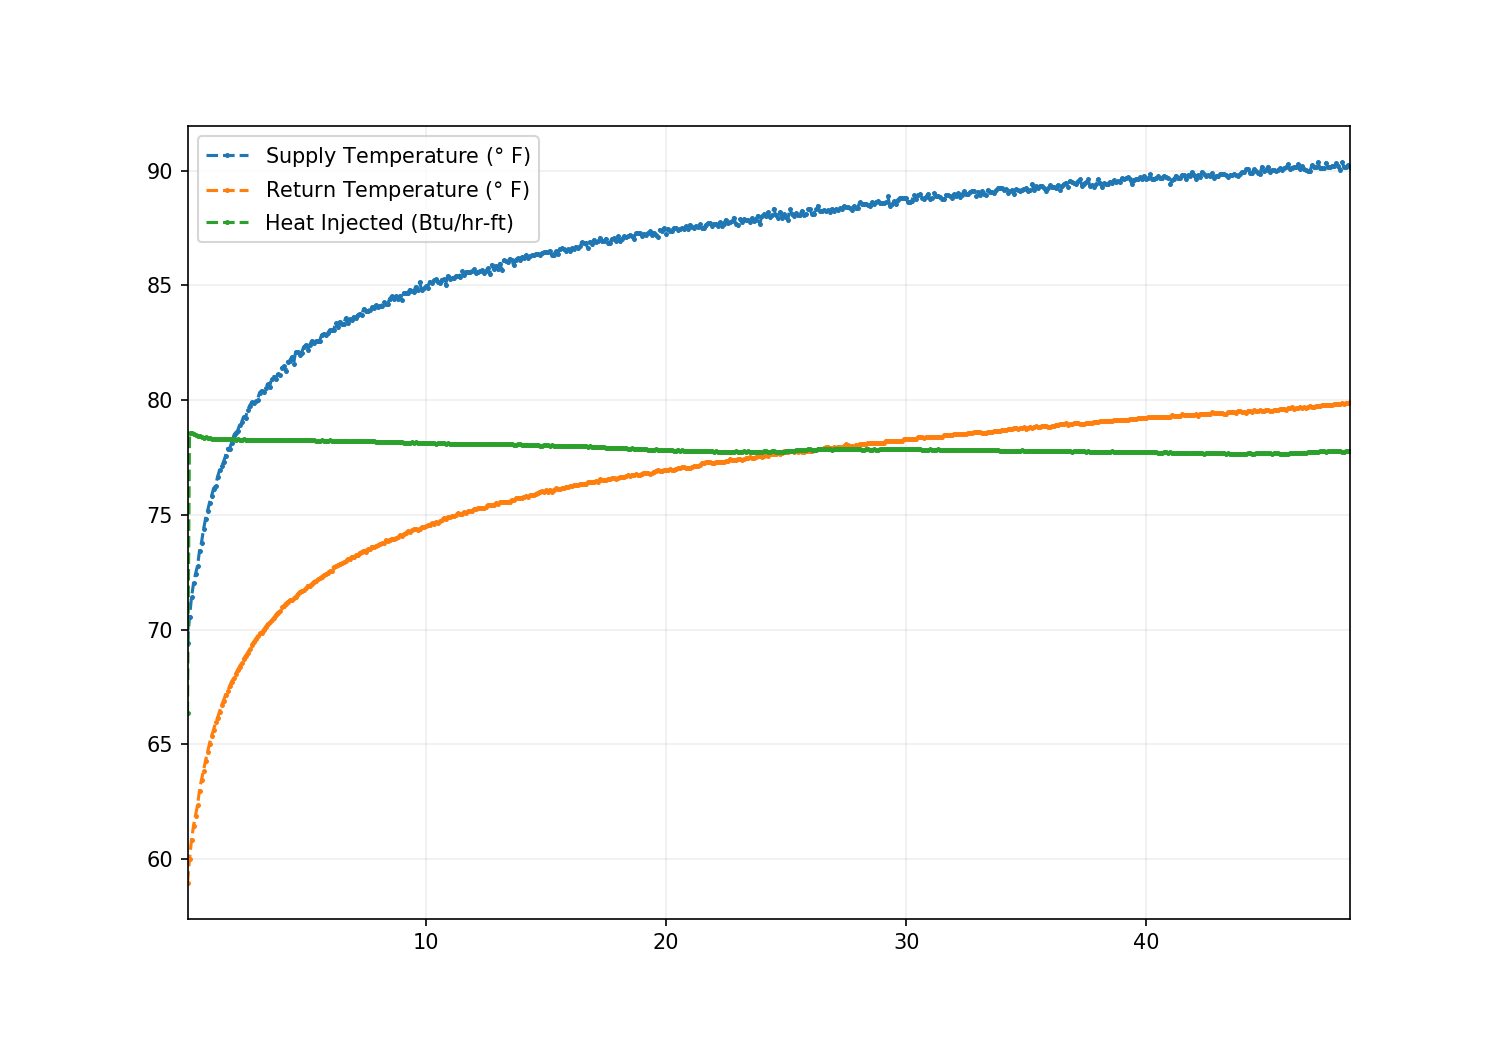 Supply Temperature (° F)
Return Temperature (° F)
Heat Injected (Btu/hr-ft)
90
85
80
75
70
65
60
10 20 30 40